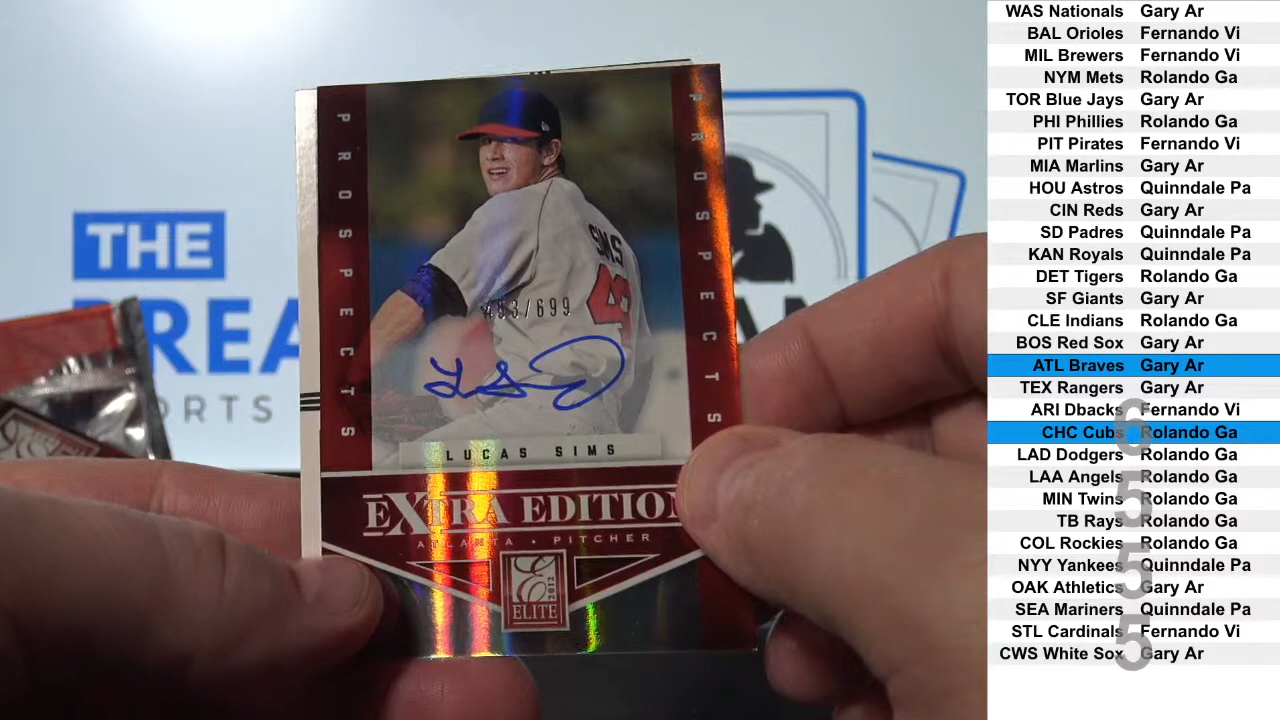 THE
BREA
ORTS
PROSPECTS
PROSPECTS
SIMS
/699
LUCAS SIMS
EXTRA EDITION
ATLANTA • PITCHER
2012
ELITE
WAS Nationals Gary Ar
BAL Orioles Fernando Vi
MIL Brewers Fernando Vi
NYM Mets Rolando Ga
TOR Blue Jays Gary Ar
PHI Phillies Rolando Ga
PIT Pirates Fernando Vi
MIA Marlins Gary Ar
HOU Astros Quinndale Pa
CIN Reds Gary Ar
SD Padres Quinndale Pa
KAN Royals Quinndale Pa
DET Tigers Rolando Ga
SF Giants Gary Ar
CLE Indians Rolando Ga
BOS Red Sox Gary Ar
ATL Braves Gary Ar
TEX Rangers Gary Ar
ARI Dbacks Fernando Vi
CHC Cubs Rolando Ga
LAD Dodgers Rolando Ga
LAA Angels Rolando Ga
MIN Twins Rolando Ga
TB Rays Rolando Ga
COL Rockies Rolando Ga
NYY Yankees Quinndale Pa
OAK Athletics Gary Ar
SEA Mariners Quinndale Pa
STL Cardinals Fernando Vi
CWS White Sox Gary Ar